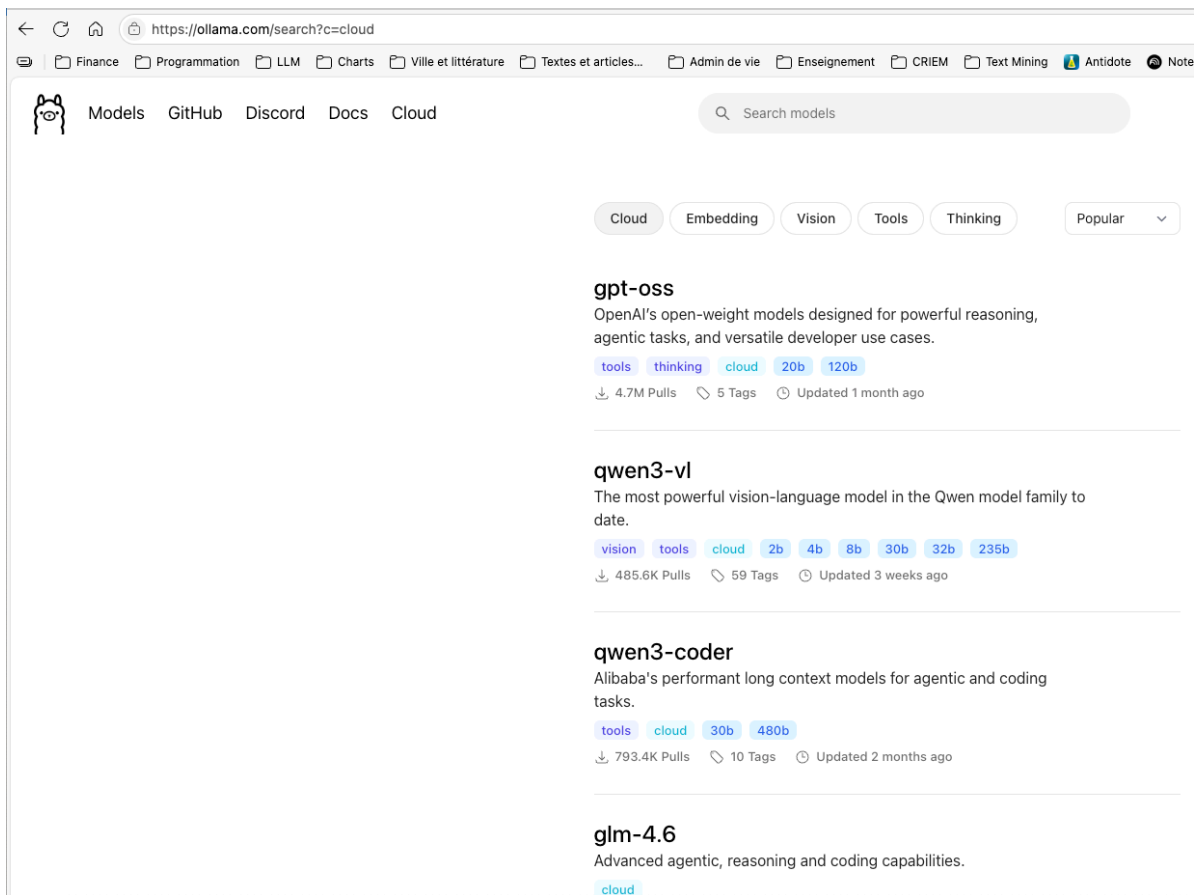 https://ollama.com/search?c=cloud
Finance Programmation LLM Charts Ville et littérature Textes et articles... Admin de vie Enseignement CRIEM Text Mining Antidote Note
Models GitHub Discord Docs Cloud Search models
Cloud Embedding Vision Tools Thinking Popular
gpt-oss
OpenAI’s open-weight models designed for powerful reasoning,
agentic tasks, and versatile developer use cases.
tools thinking cloud 20b 120b
4.7M Pulls 5 Tags Updated 1 month ago
qwen3-vl
The most powerful vision-language model in the Qwen model family to
date.
vision tools cloud 2b 4b 8b 30b 32b 235b
485.6K Pulls 59 Tags Updated 3 weeks ago
qwen3-coder
Alibaba's performant long context models for agentic and coding
tasks.
tools cloud 30b 480b
793.4K Pulls 10 Tags Updated 2 months ago
glm-4.6
Advanced agentic, reasoning and coding capabilities.
cloud